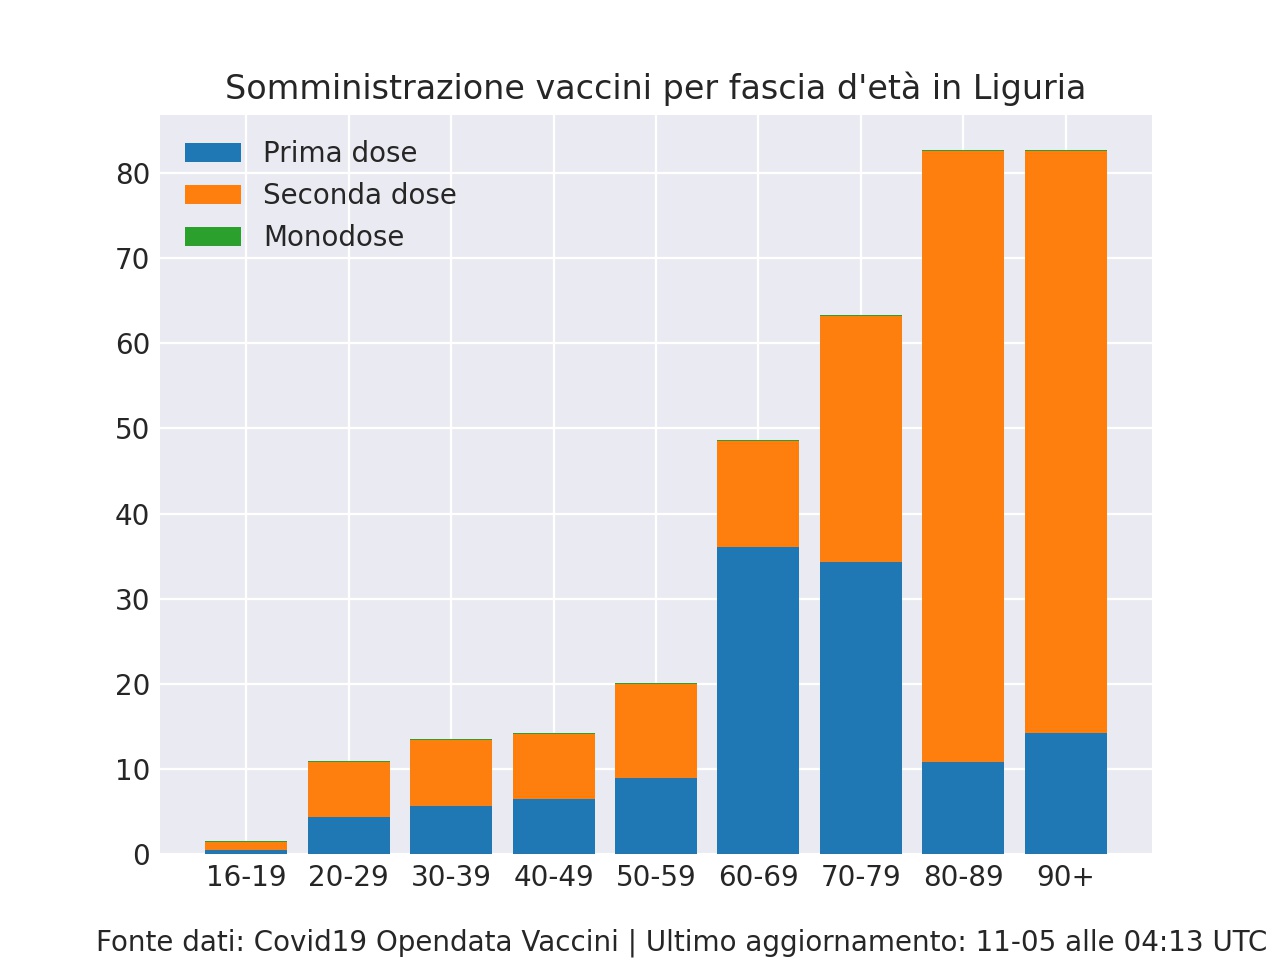 Somministrazione vaccini per fascia d'età in Liguria
Prima dose
Seconda dose
Monodose
80
70
60
50
40
30
20
10
0
16-19 20-29 30-39 40-49 50-59 60-69 70-79 80-89 90+
Fonte dati: Covid19 Opendata Vaccini | Ultimo aggiornamento: 11-05 alle 04:13 UTC